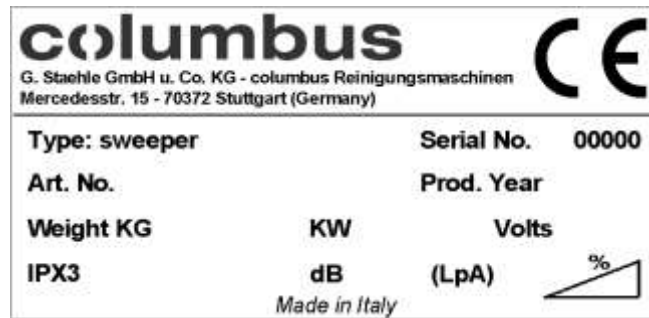 columbus
CE
G. Staehle GmbH u. Co. KG - columbus Reinigungsmaschinen
Mercedesstr. 15 - 70372 Stuttgart (Germany)
Type: sweeper Serial No. 00000
Art. No. Prod. Year
Weight KG KW Volts
IPX3 dB (LpA) %
Made in Italy